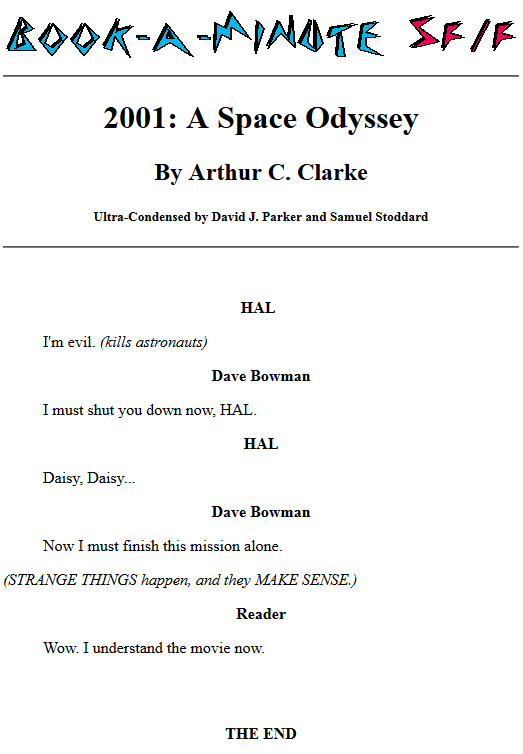 BOOK-A-MINUTE SF/F
2001: A Space Odyssey
By Arthur C. Clarke
Ultra-Condensed by David J. Parker and Samuel Stoddard
HAL
I'm evil. (kills astronauts)
Dave Bowman
I must shut you down now, HAL.
HAL
Daisy, Daisy...
Dave Bowman
Now I must finish this mission alone.
(STRANGE THINGS happen, and they MAKE SENSE.)
Reader
Wow. I understand the movie now.
THE END